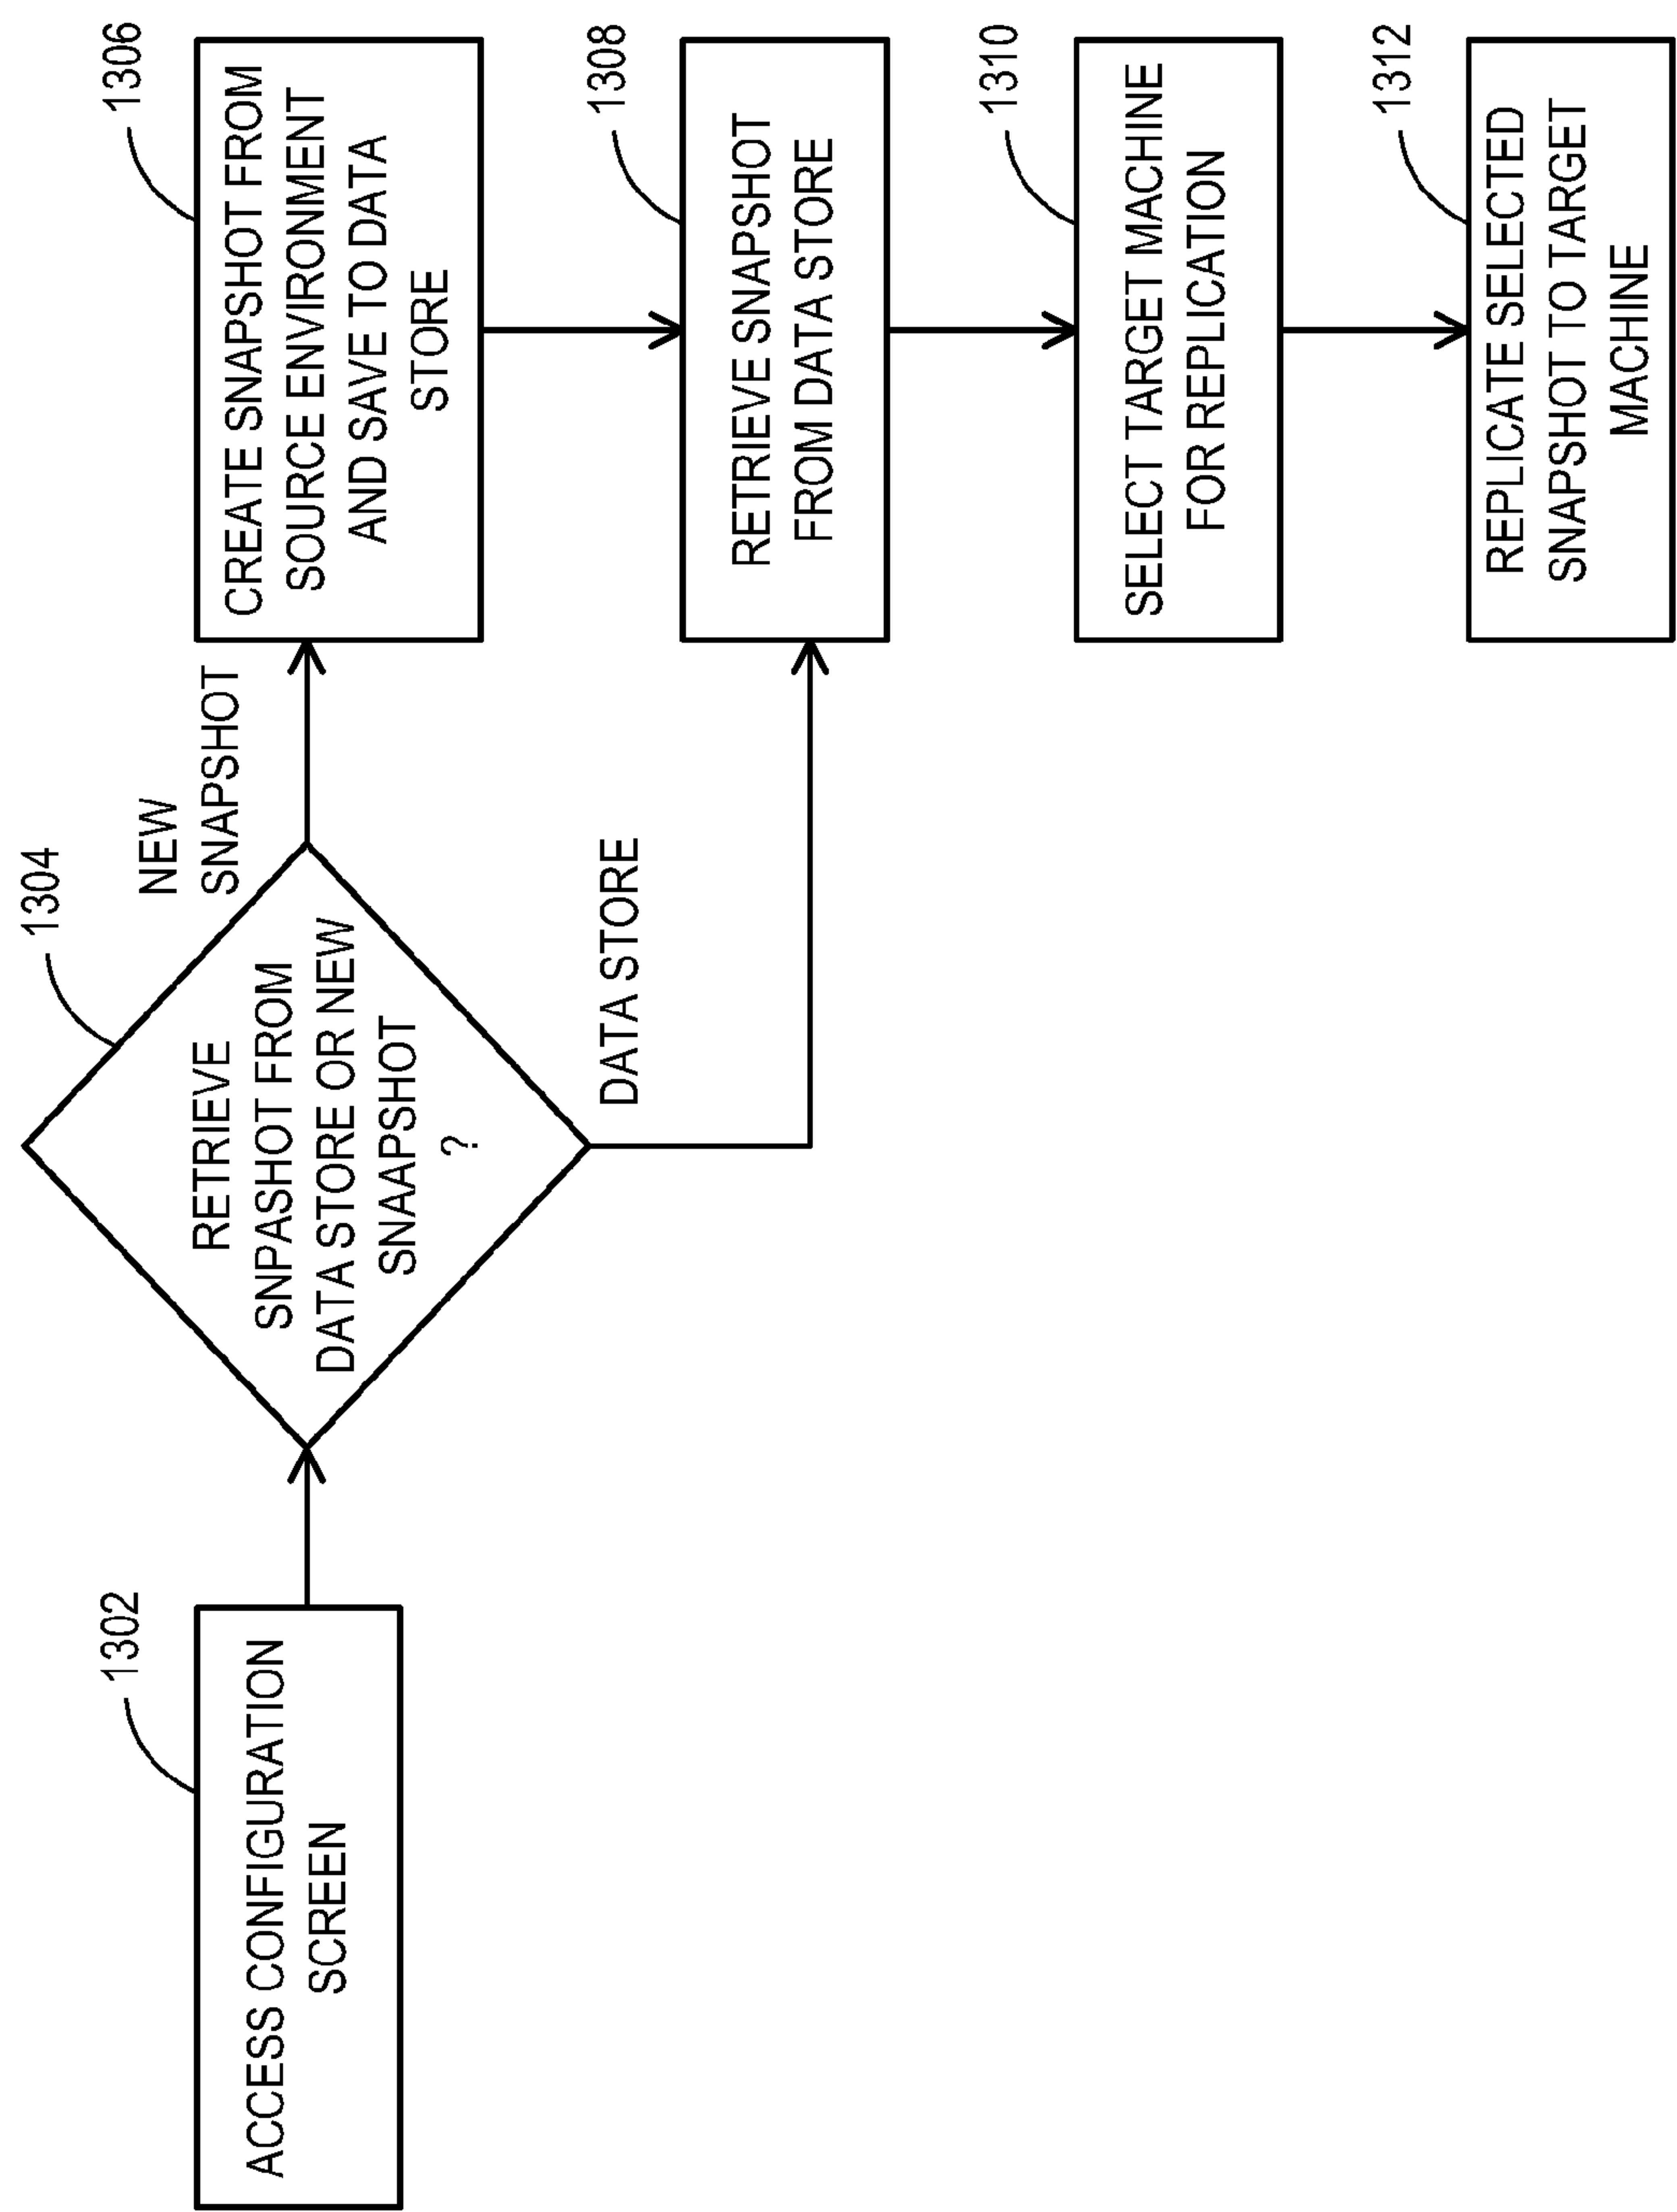 1302
ACCESS CONFIGURATION
SCREEN
1304
RETRIEVE
SNPASHOT FROM
DATA STORE OR NEW
SNAAPSHOT
?
NEW
SNAPSHOT
DATA STORE
1306
CREATE SNAPSHOT FROM
SOURCE ENVIRONMENT
AND SAVE TO DATA
STORE
1308
RETRIEVE SNAPSHOT
FROM DATA STORE
1310
SELECT TARGET MACHINE
FOR REPLICATION
1312
REPLICATE SELECTED
SNAPSHOT TO TARGET
MACHINE